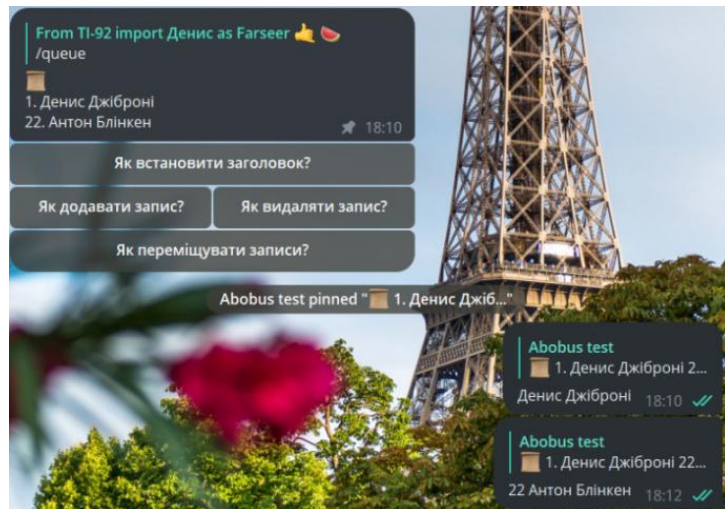 From TI-92 import Денис as Farseer 🤙 🍉
/queue
📜
1. Денис Джіброні
22. Антон Блінкен
18:10
Як встановити заголовок?
Як додавати запис?
Як видаляти запис?
Як переміщувати записи?
Abobus test pinned "📜 1. Денис Джіб..."
Abobus test
📜 1. Денис Джіброні 2...
Денис Джіброні 18:10
Abobus test
📜 1. Денис Джіброні 22...
22 Антон Блінкен 18:12